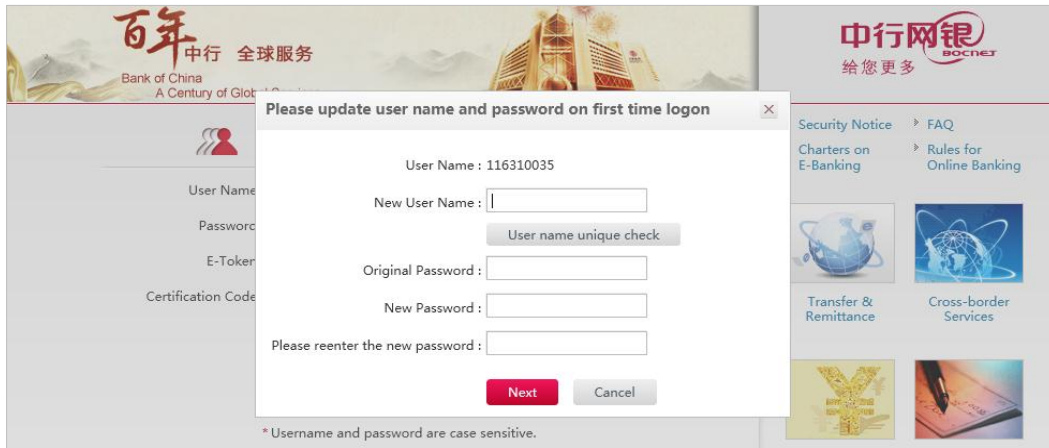 百年中行 全球服务
Bank of China
A Century of Glob
中行网银
BOCNET
给您更多
Please update user name and password on first time logon
×
User Name : 116310035
New User Name :
User name unique check
Original Password :
New Password :
Please reenter the new password :
Next
Cancel
User Name
Passwor
E-Token
Certification Code
* Username and password are case sensitive.
Security Notice
FAQ
Charters on
E-Banking
Rules for
Online Banking
Transfer &
Remittance
Cross-border
Services